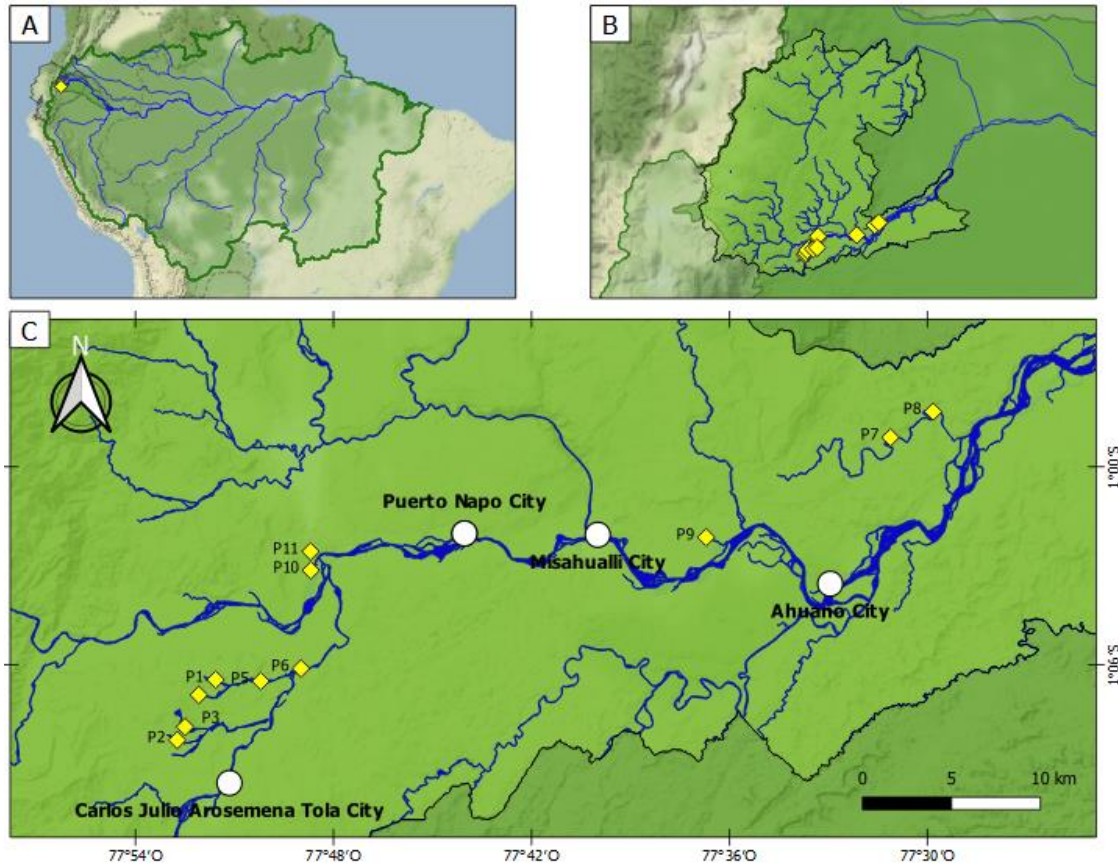 A
B
C
N
P8
P7
1°00'S
Puerto Napo City
P11
P9
P10
Misahualli City
Ahuano City
P6
1°06'S
P1
P5
P3
P2
0 5 10 km
Carlos Julio Arosemena Tola City
77°54'O 77°48'O 77°42'O 77°36'O 77°30'O